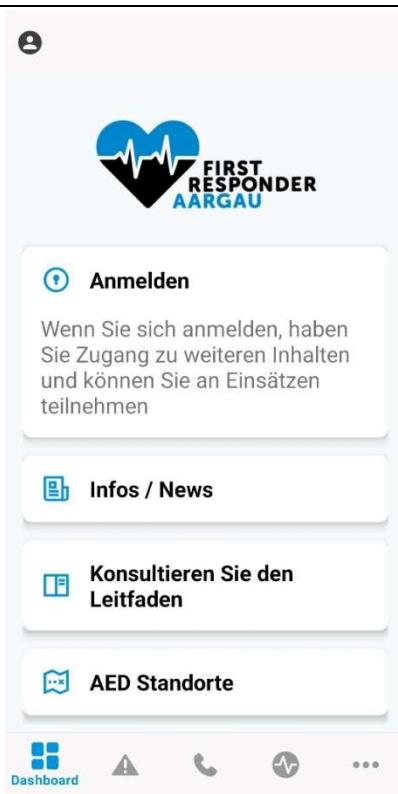 FIRST
RESPONDER
AARGAU
Anmelden
Wenn Sie sich anmelden, haben
Sie Zugang zu weiteren Inhalten
und können Sie an Einsätzen
teilnehmen
Infos / News
Konsultieren Sie den
Leitfaden
AED Standorte
Dashboard